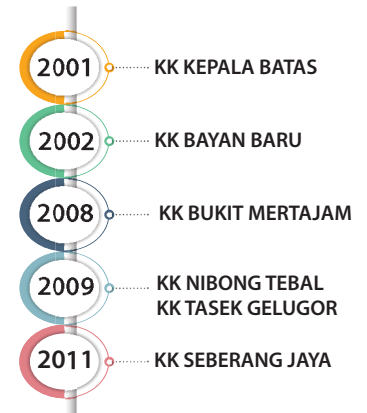 2001
KK KEPALA BATAS
2002
KK BAYAN BARU
2008
KK BUKIT MERTAJAM
2009
KK NIBONG TEBAL
KK TASEK GELUGOR
2011
KK SEBERANG JAYA